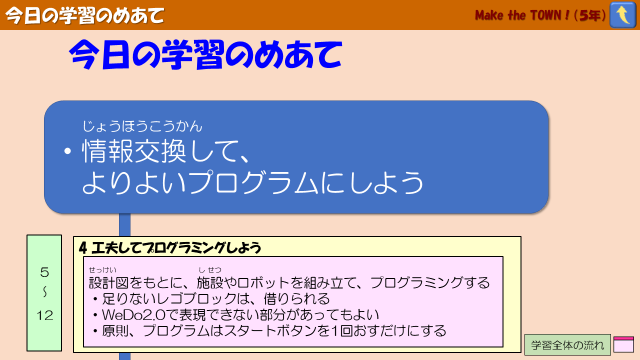 今日の学習のめあて
Make the TOWN!(5年)
今日の学習のめあて
じょうほうこうかん
・情報交換して、
よりよいプログラムにしよう
5
~
12
4 工夫してプログラミングしよう
せっけい しせつ
設計図をもとに、施設やロボットを組み立て、プログラミングする
・足りないレゴブロックは、借りられる
・WeDo2.0で表現できない部分があってもよい
・原則、プログラムはスタートボタンを1回おすだけにする
学習全体の流れ